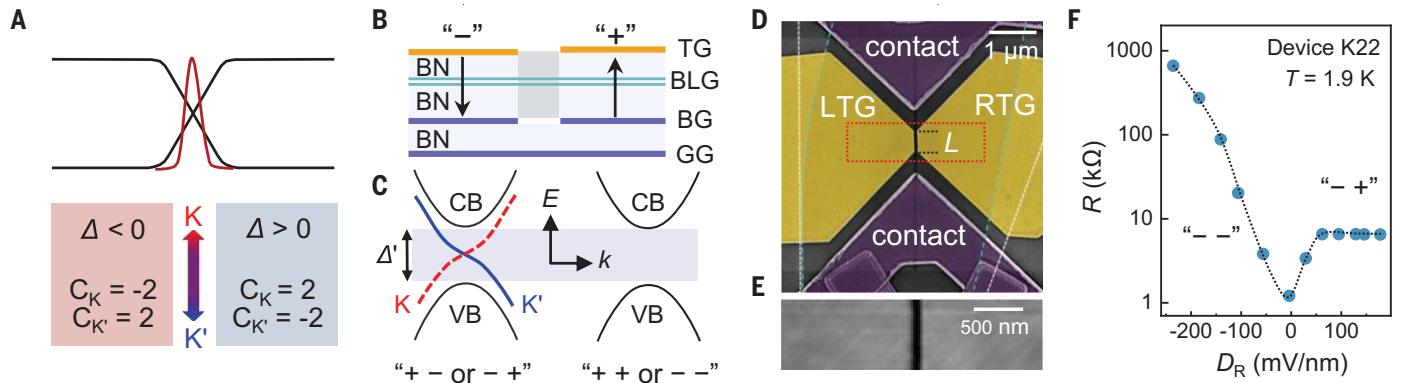 A
Δ < 0
K
Δ > 0
C_K = -2
C_K' = 2
C_K = 2
C_K' = -2
K'
B
“−”
“+”
TG
BN
BLG
BN
BG
BN
GG
C
CB
E
CB
Δ'
k
K
K'
VB
VB
“+ − or − +”
“+ + or − −”
D
contact
1 μm
LTG
RTG
L
contact
E
500 nm
F
Device K22
T = 1.9 K
1000
100
10
1
R (kΩ)
“− −”
“− +”
-200
-100
0
100
D_R (mV/nm)